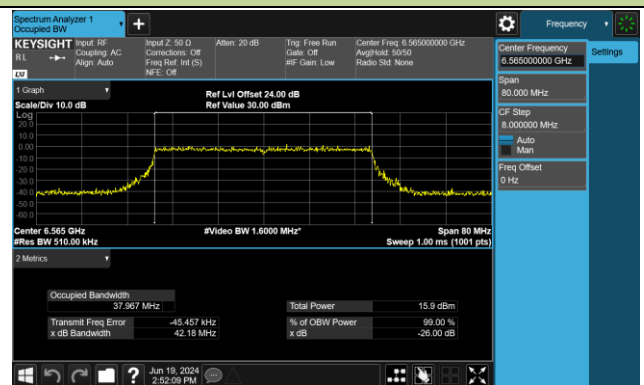 Spectrum Analyzer 1
Occupied BW
+
Frequency
KEYSIGHT
RL
LXI
Input: RF
Coupling: AC
Align: Auto
Input Z: 50 Ω
Corrections: Off
Freq Ref: Int (S)
NFE: Off
Atten: 20 dB
Trig: Free Run
Gate: Off
#IF Gain: Low
Center Freq: 6.565000000 GHz
Avg|Hold: 50/50
Radio Std: None
Center Frequency
6.565000000 GHz
Settings
Span
80.000 MHz
CF Step
8.000000 MHz
Auto
Man
Freq Offset
0 Hz
1 Graph
Scale/Div 10.0 dB
Ref Lvl Offset 24.00 dB
Ref Value 30.00 dBm
Log
20.0
10.0
0.00
-10.0
-20.0
-30.0
-40.0
-50.0
-60.0
Center 6.565 GHz
#Res BW 510.00 kHz
#Video BW 1.6000 MHz*
Span 80 MHz
Sweep 1.00 ms (1001 pts)
2 Metrics
Occupied Bandwidth
37.967 MHz
Total Power 15.9 dBm
Transmit Freq Error -45.457 kHz
% of OBW Power 99.00 %
x dB Bandwidth 42.18 MHz
x dB -26.00 dB
?
Jun 19, 2024
2:52:09 PM